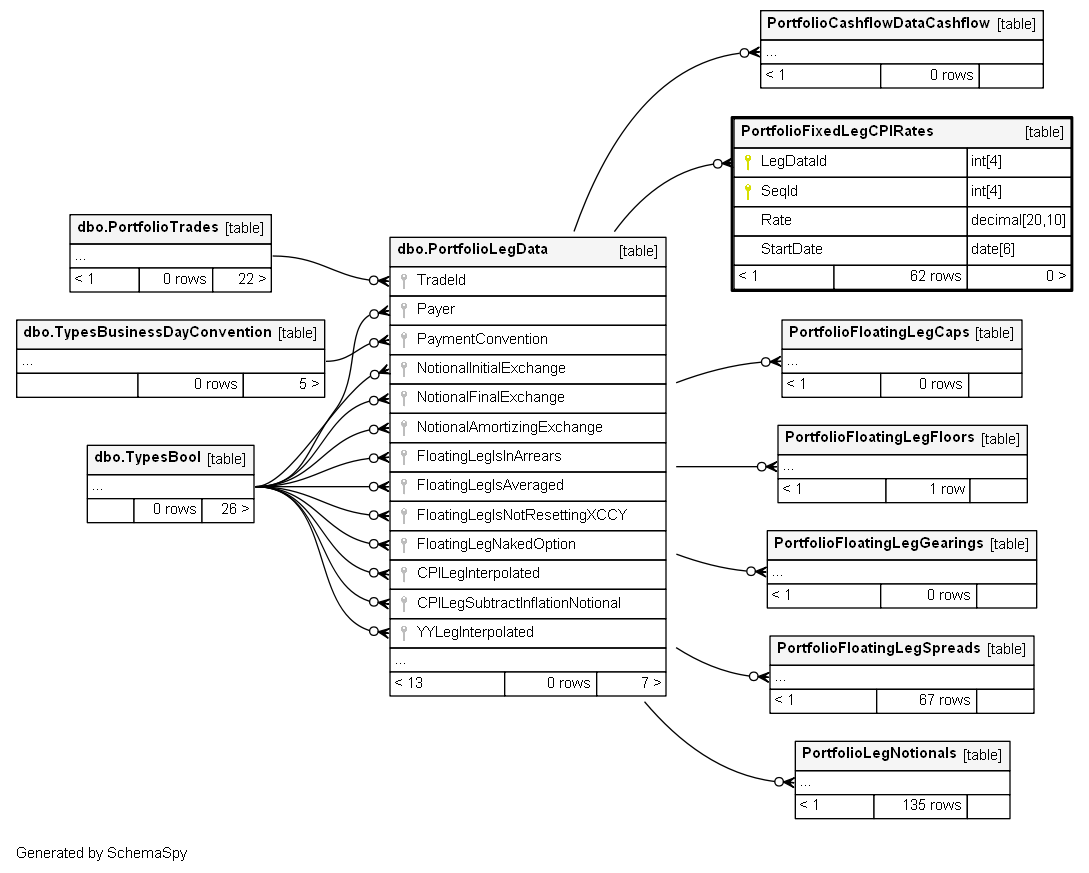 PortfolioCashflowDataCashflow [table]
...
< 1 0 rows
PortfolioFixedLegCPIRates [table]
LegDataId int[4]
SeqId int[4]
Rate decimal[20,10]
StartDate date[6]
< 1 62 rows 0 >
dbo.PortfolioTrades [table]
...
< 1 0 rows 22 >
dbo.TypesBusinessDayConvention [table]
...
0 rows 5 >
dbo.TypesBool [table]
...
0 rows 26 >
dbo.PortfolioLegData [table]
TradeId
Payer
PaymentConvention
NotionalInitialExchange
NotionalFinalExchange
NotionalAmortizingExchange
FloatingLegIsInArrears
FloatingLegIsAveraged
FloatingLegIsNotResettingXCCY
FloatingLegNakedOption
CPILegInterpolated
CPILegSubtractInflationNotional
YYLegInterpolated
...
< 13 0 rows 7 >
PortfolioFloatingLegCaps [table]
...
< 1 0 rows
PortfolioFloatingLegFloors [table]
...
< 1 1 row
PortfolioFloatingLegGearings [table]
...
< 1 0 rows
PortfolioFloatingLegSpreads [table]
...
< 1 67 rows
PortfolioLegNotionals [table]
...
< 1 135 rows
Generated by SchemaSpy